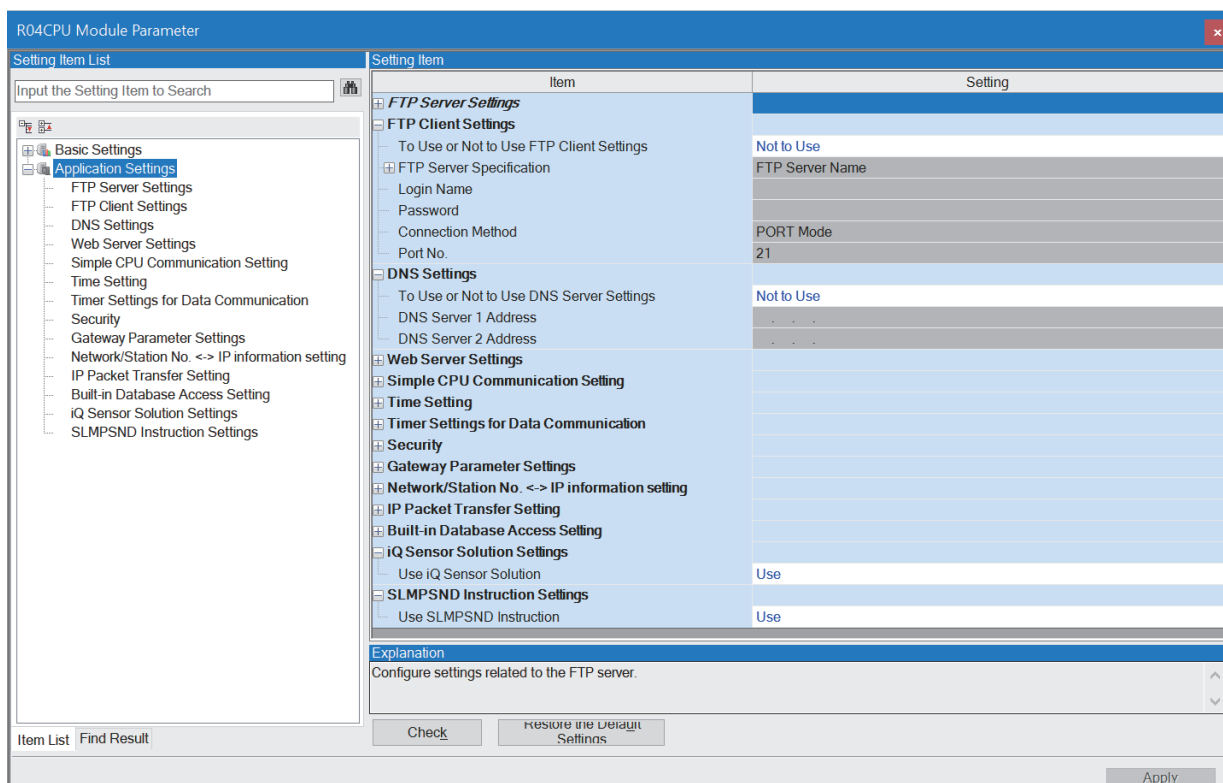 R04CPU Module Parameter
Setting Item List
Input the Setting Item to Search
Basic Settings
Application Settings
FTP Server Settings
FTP Client Settings
DNS Settings
Web Server Settings
Simple CPU Communication Setting
Time Setting
Timer Settings for Data Communication
Security
Gateway Parameter Settings
Network/Station No. <-> IP information setting
IP Packet Transfer Setting
Built-in Database Access Setting
iQ Sensor Solution Settings
SLMPSND Instruction Settings
Item List Find Result
Setting Item
Item Setting
FTP Server Settings
FTP Client Settings
To Use or Not to Use FTP Client Settings Not to Use
FTP Server Specification FTP Server Name
Login Name
Password
Connection Method PORT Mode
Port No. 21
DNS Settings
To Use or Not to Use DNS Server Settings Not to Use
DNS Server 1 Address . . .
DNS Server 2 Address . . .
Web Server Settings
Simple CPU Communication Setting
Time Setting
Timer Settings for Data Communication
Security
Gateway Parameter Settings
Network/Station No. <-> IP information setting
IP Packet Transfer Setting
Built-in Database Access Setting
iQ Sensor Solution Settings
Use iQ Sensor Solution Use
SLMPSND Instruction Settings
Use SLMPSND Instruction Use
Explanation
Configure settings related to the FTP server.
Check
Restore the Default
Settings
Apply